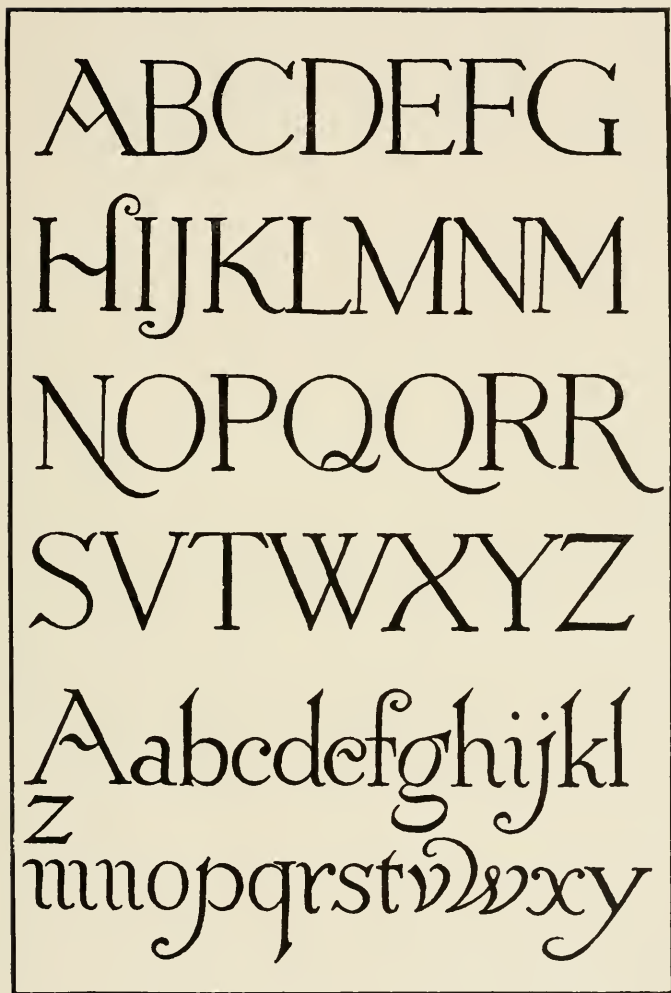 ABCDEFG
HIJKLMNM
NOPQQRR
SVTWXYZ
Aabcdefghijkl
z
mnopqrstvwxy